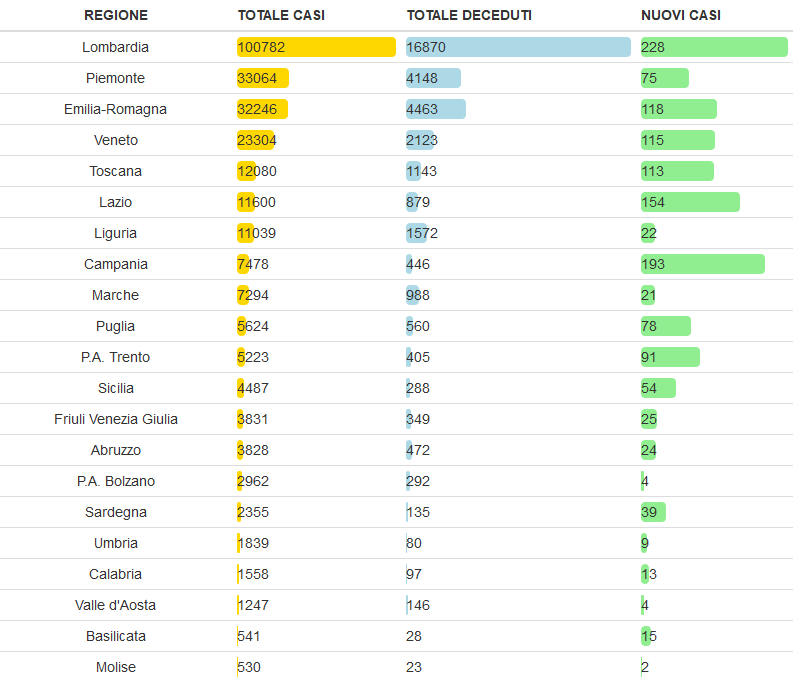 REGIONE TOTALE CASI TOTALE DECEDUTI NUOVI CASI
Lombardia 100782 16870 228
Piemonte 33064 4148 75
Emilia-Romagna 32246 4463 118
Veneto 23304 2123 115
Toscana 12080 1143 113
Lazio 11600 879 154
Liguria 11039 1572 22
Campania 7478 446 193
Marche 7294 988 21
Puglia 5624 560 78
P.A. Trento 5223 405 91
Sicilia 4487 288 54
Friuli Venezia Giulia 3831 349 25
Abruzzo 3828 472 24
P.A. Bolzano 2962 292 4
Sardegna 2355 135 39
Umbria 1839 80 9
Calabria 1558 97 13
Valle d'Aosta 1247 146 4
Basilicata 541 28 15
Molise 530 23 2